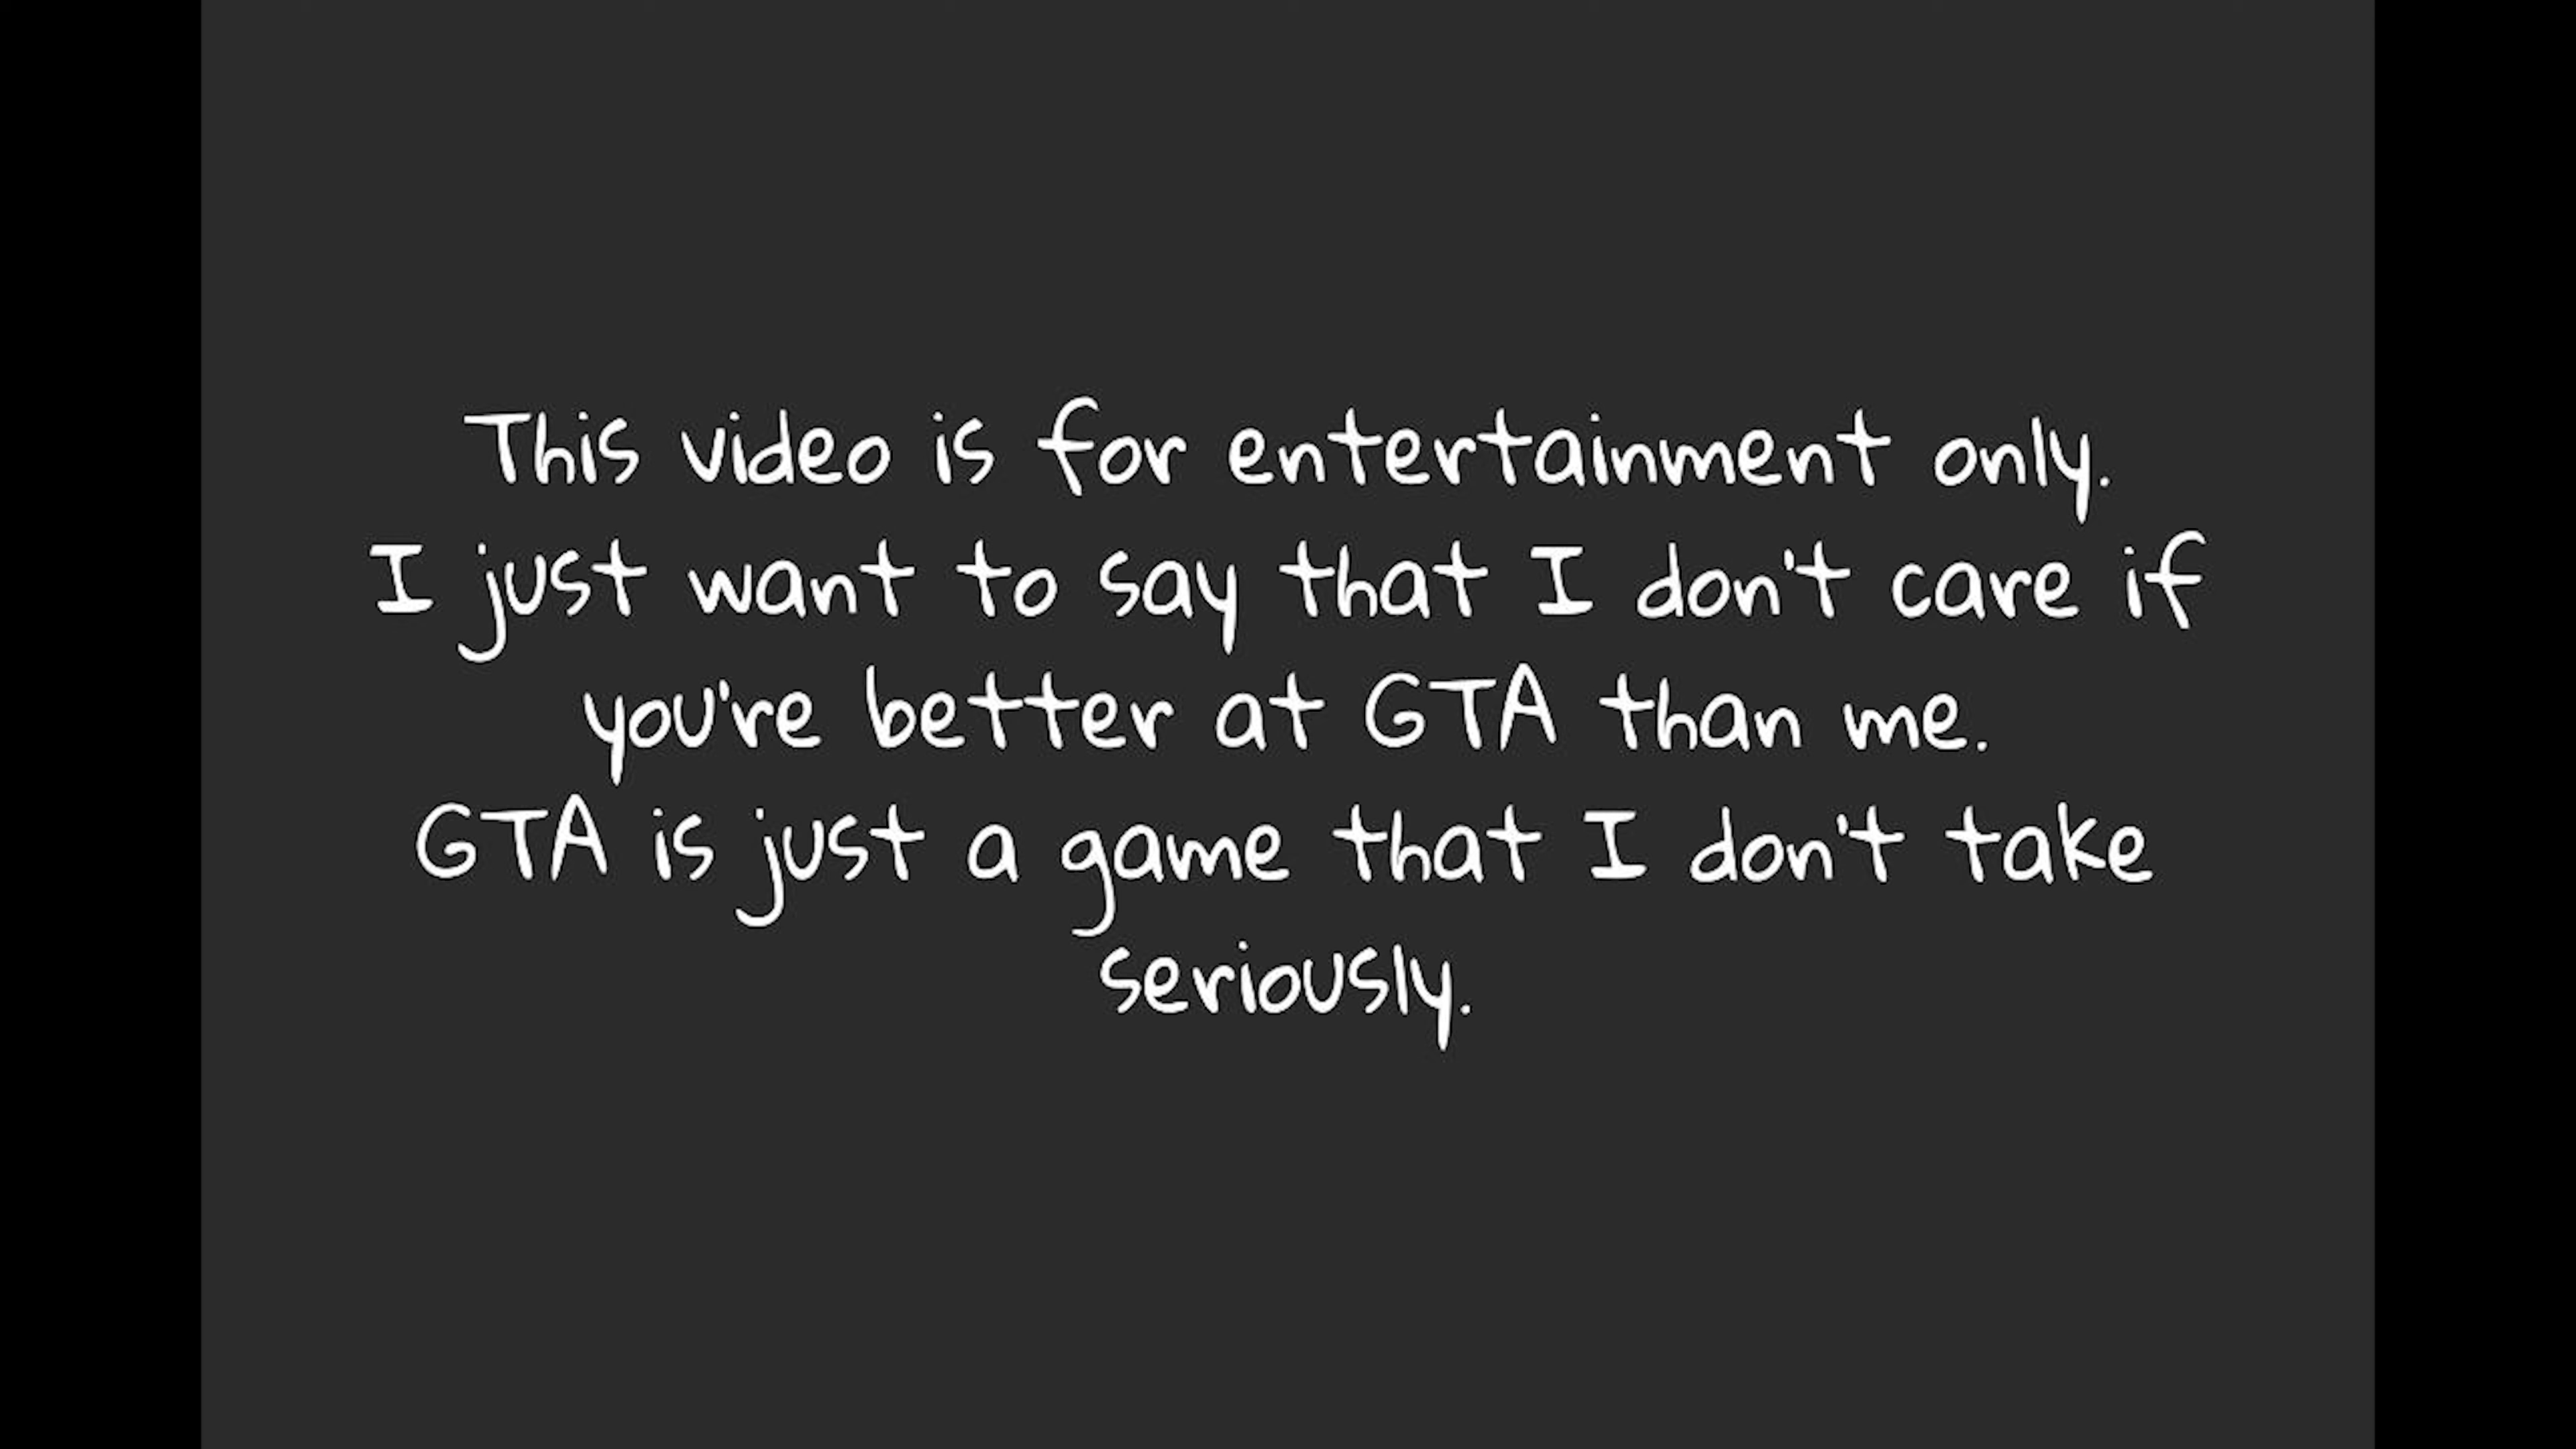 This video is for entertainment only.
I just want to say that I don't care if
you're better at GTA than me.
GTA is just a game that I don't take
seriously.